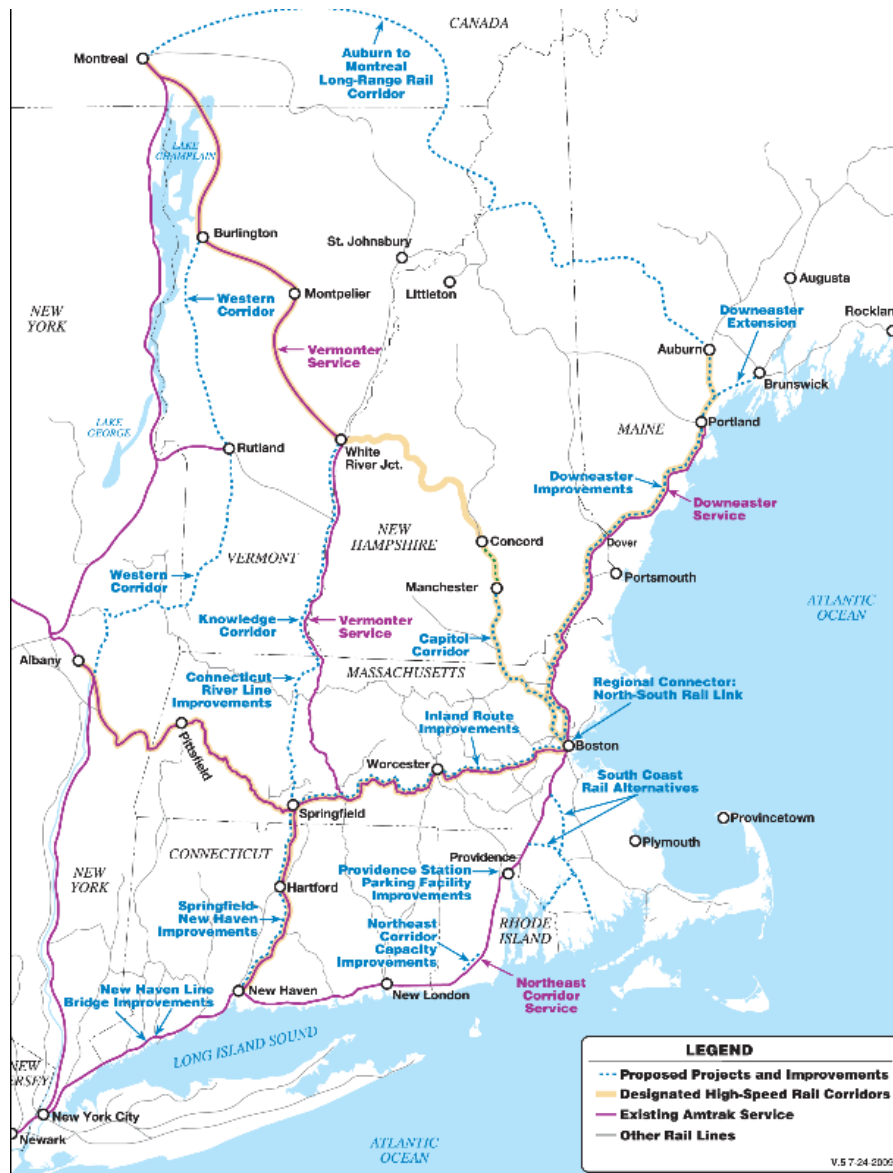 CANADA
Auburn to
Montreal
Long-Range Rail
Corridor
Montreal
LAKE
CHAMPLAIN
Burlington
St. Johnsbury
Littleton
Montpelier
Augusta
NEW
YORK
Western
Corridor
Vermonter
Service
Downeaster
Extension
Rocklan
Auburn
Brunswick
LAKE
GEORGE
Rutland
White
River Jct.
MAINE
Portland
Downeaster
Improvements
Downeaster
Service
NEW
HAMPSHIRE
Concord
Dover
VERMONT
Western
Corridor
Manchester
Portsmouth
ATLANTIC
OCEAN
Knowledge
Corridor
Vermonter
Service
Capitol
Corridor
Albany
Connecticut
River Line
Improvements
MASSACHUSETTS
Regional Connector:
North-South Rail Link
Inland Route
Improvements
Pittsfield
Worcester
Boston
South Coast
Rail Alternatives
Springfield
Provincetown
Plymouth
CONNECTICUT
NEW
YORK
Hartford
Providence
Providence Station
Parking Facility
Improvements
Springfield-
New Haven
Improvements
RHODE
ISLAND
Northeast
Corridor
Capacity
Improvements
New Haven Line
Bridge Improvements
New Haven
New London
Northeast
Corridor
Service
LONG ISLAND SOUND
NEW
ERSEY
New York City
Newark
ATLANTIC
OCEAN
LEGEND
Proposed Projects and Improvements
Designated High-Speed Rail Corridors
Existing Amtrak Service
Other Rail Lines
V.5 7-24-2009